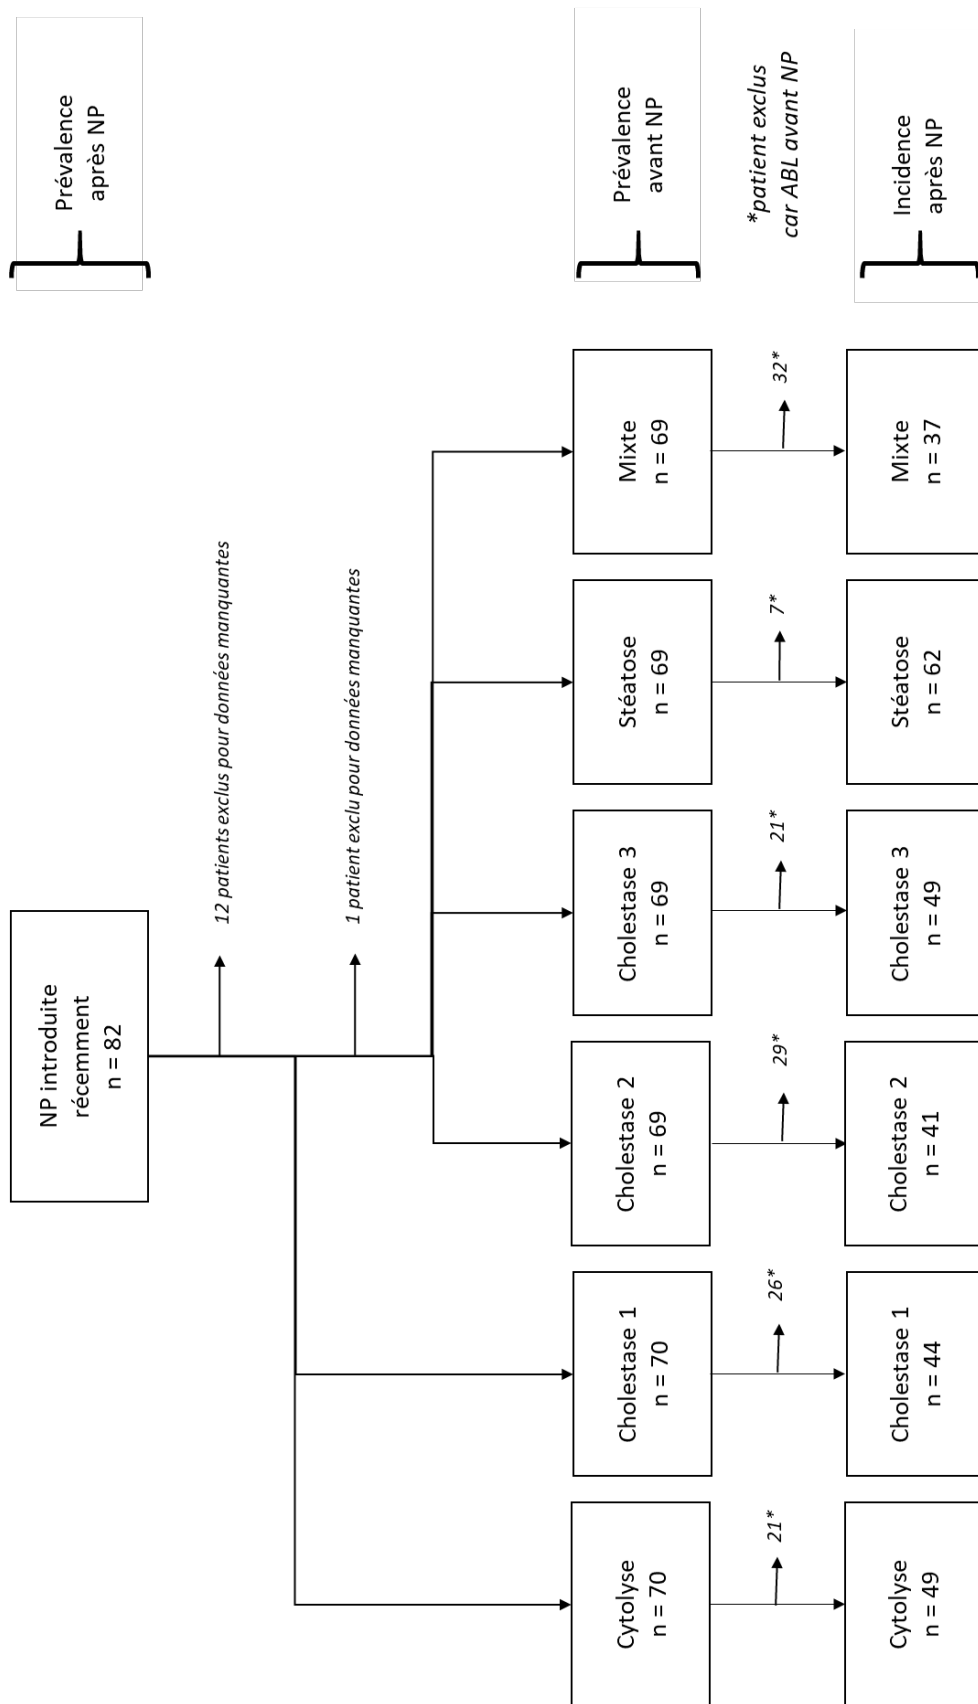 NP introduite
récemment
n = 82
Prévalence
après NP
12 patients exclus pour données manquantes
1 patient exclu pour données manquantes
Cytolyse
n = 70
Cholestase 1
n = 70
Cholestase 2
n = 69
Cholestase 3
n = 69
Stéatose
n = 69
Mixte
n = 69
Prévalence
avant NP
21*
26*
29*
21*
7*
32*
*patient exclus
car ABL avant NP
Cytolyse
n = 49
Cholestase 1
n = 44
Cholestase 2
n = 41
Cholestase 3
n = 49
Stéatose
n = 62
Mixte
n = 37
Incidence
après NP